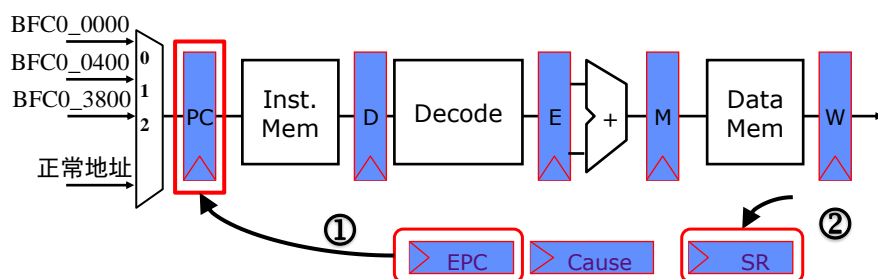 BFC0_0000
BFC0_0400
BFC0_3800
正常地址
0
1
2
PC
Inst.
Mem
D
Decode
E
+
M
Data
Mem
W
①
②
EPC
Cause
SR